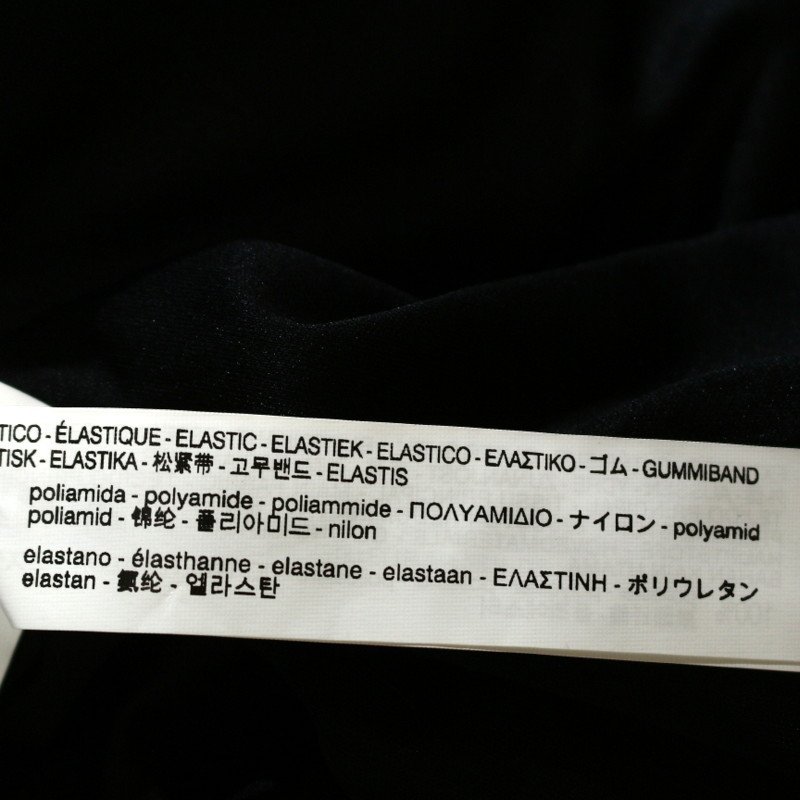 TICO - ÉLASTIQUE - ELASTIC - ELASTIEK - ELASTICO - ΕΛΑΣΤΙΚΟ - ゴム - GUMMIBAND
TISK - ELASTIKA - 松紧带 - 고무밴드 - ELASTIS
poliamida - polyamide - poliammide - ΠΟΛΥΑΜΙΔΙΟ - ナイロン - polyamid
poliamid - 锦纶 - 폴리아미드 - nilon
elastano - élasthanne - elastane - elastaan - ΕΛΑΣΤΙΝΗ - ポリウレタン
elastan - 氨纶 - 엘라스탄